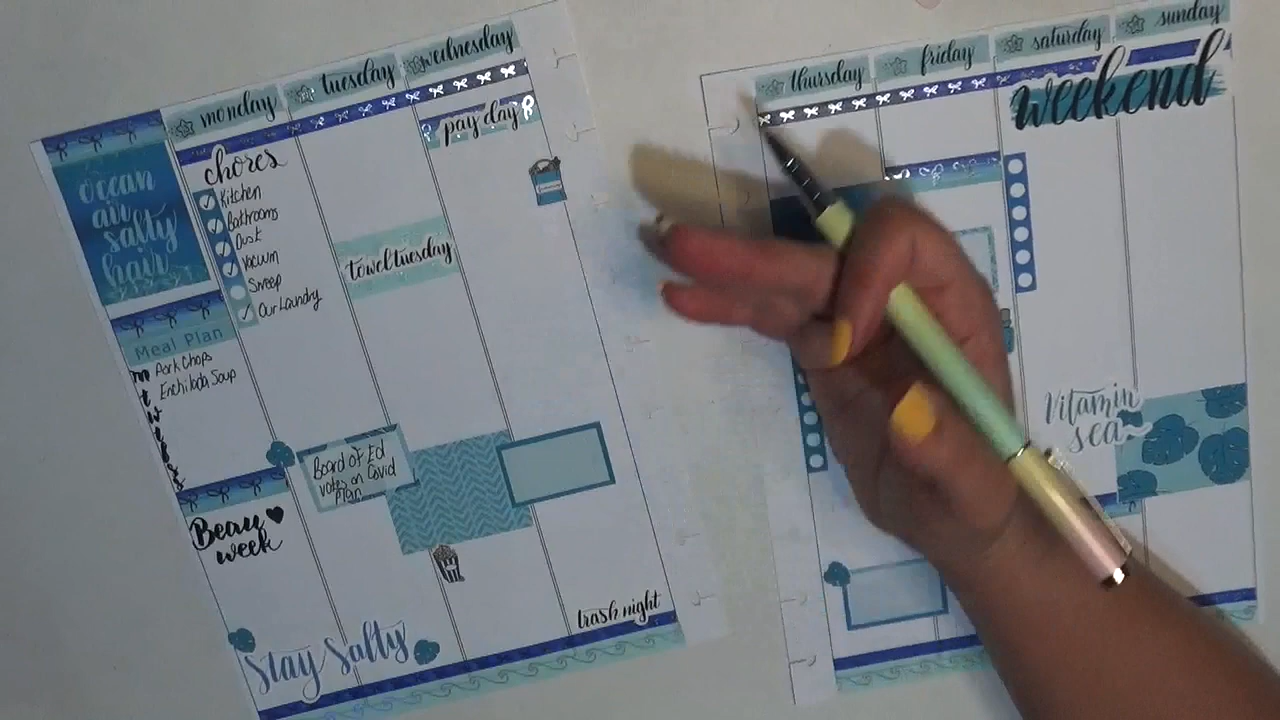 monday
tuesday
wednesday
thursday
friday
saturday
sunday
ocean
air
salty
hair
chores
Kitchen
Bathrooms
Dust
Vacuum
Sweep
Our Laundry
pay day
weekend
towel tuesday
Meal Plan
m Pork Chops
t Enchilada Soup
w
t
f
s
s
Board of Ed
votes on Covid
Plan
Beau
week
Stay Salty
trash night
Vitamin
sea